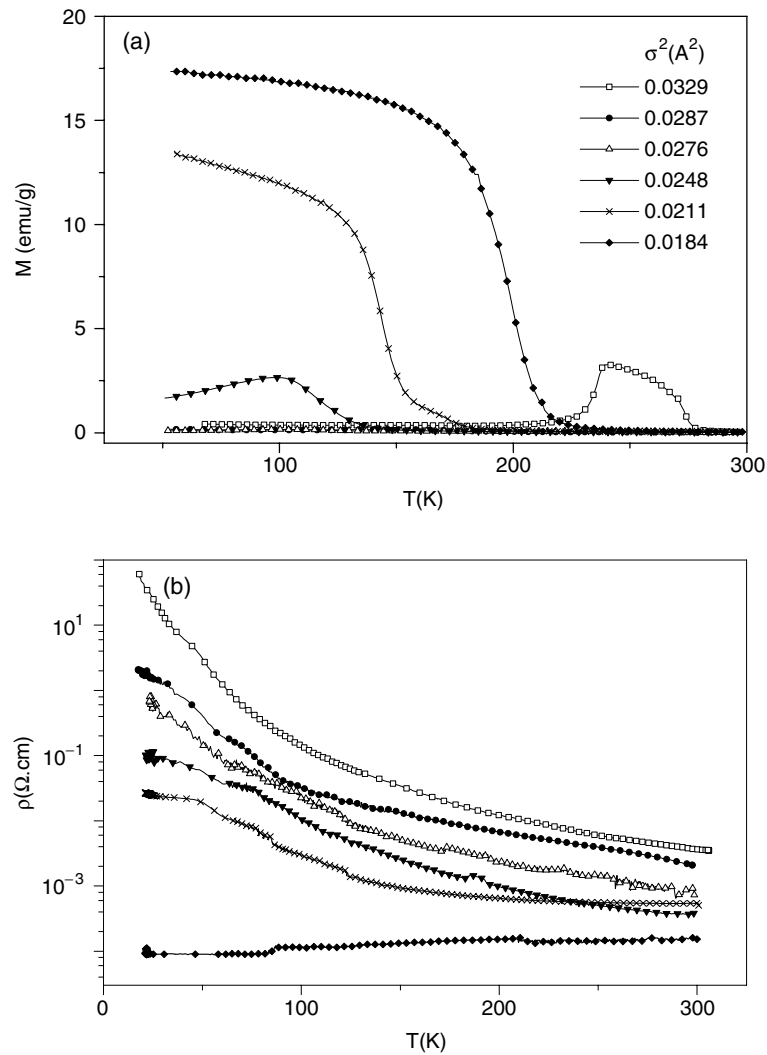 (a)
σ²(A²)
0.0329
0.0287
0.0276
0.0248
0.0211
0.0184
20
15
10
5
0
M (emu/g)
100 200 300
T(K)
(b)
10¹
10⁻¹
10⁻³
ρ(Ω.cm)
0 100 200 300
T(K)